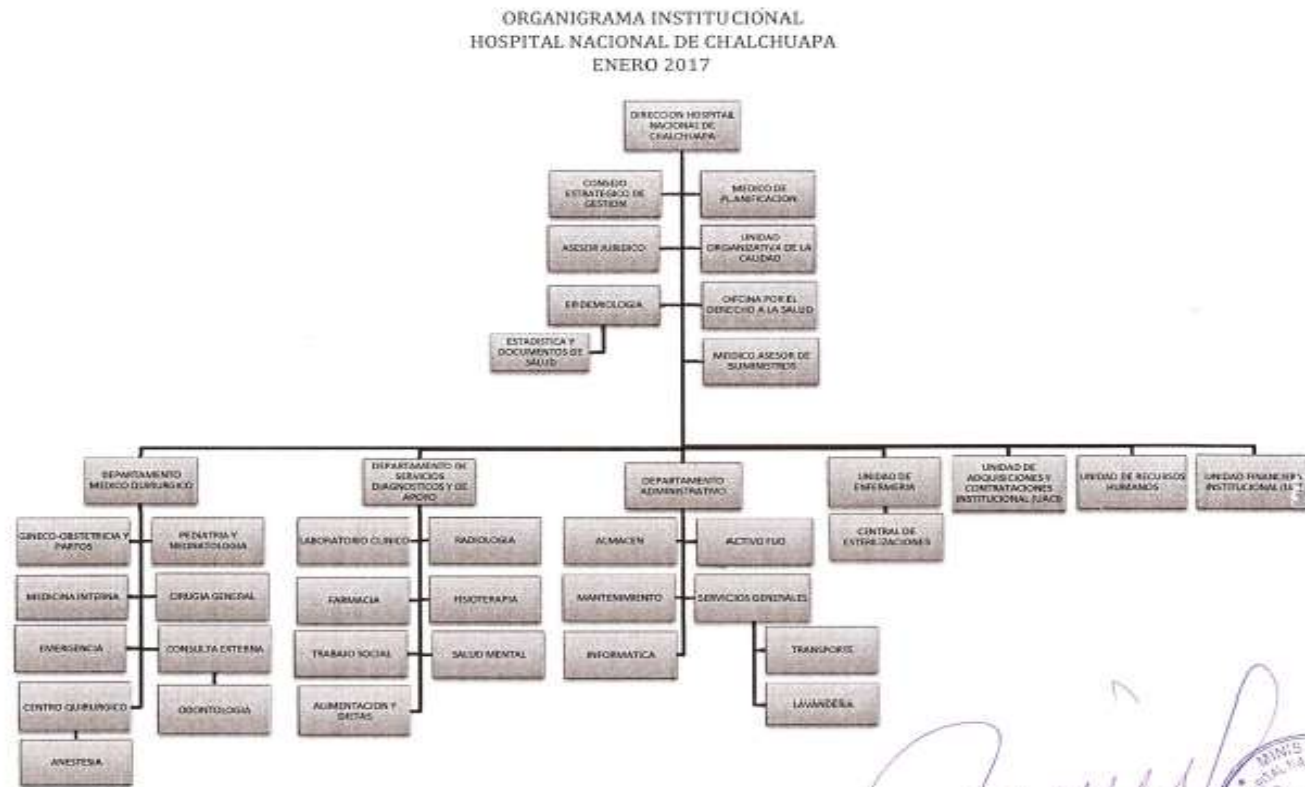 ORGANIGRAMA INSTITUCIONAL
HOSPITAL NACIONAL DE CHALCHUAPA
ENERO 2017
DIRECCION HOSPITAL
NACIONAL DE
CHALCHUAPA
CONSEJO
ESTRATEGICO DE
GESTION
MEDICO DE
PLANIFICACION
ASESOR JURIDICO
UNIDAD
ORGANIZATIVA DE LA
CALIDAD
EPIDEMIOLOGIA
OFICINA POR EL
DERECHO A LA SALUD
ESTADISTICA Y
DOCUMENTOS DE
SALUD
MEDICO ASESOR DE
SUMINISTROS
DEPARTAMENTO
MEDICO QUIRURGICO
DEPARTAMENTO DE
SERVICIOS
DIAGNOSTICOS Y DE
APOYO
DEPARTAMENTO
ADMINISTRATIVO
UNIDAD DE
ENFERMERIA
UNIDAD DE
ADQUISICIONES Y
CONTRATACIONES
INSTITUCIONAL (UACI)
UNIDAD DE RECURSOS
HUMANOS
UNIDAD
INSTITUCIONAL
GINECO-OBSTETRICIA Y
PARTOS
PEDIATRIA Y
NEONATOLOGIA
LABORATORIO CLINICO
RADIOLOGIA
ALMACEN
ACTIVO FIJO
CENTRAL DE
ESTERILIZACIONES
MEDICINA INTERNA
CIRUGIA GENERAL
FARMACIA
FISIOTERAPIA
MANTENIMIENTO
SERVICIOS GENERALES
EMERGENCIA
CONSULTA EXTERNA
TRABAJO SOCIAL
SALUD MENTAL
INFORMATICA
TRANSPORTE
CENTRO QUIRURGICO
ODONTOLOGIA
ALIMENTACION Y
DIETAS
LAVANDERIA
ANESTESIA
MINIS